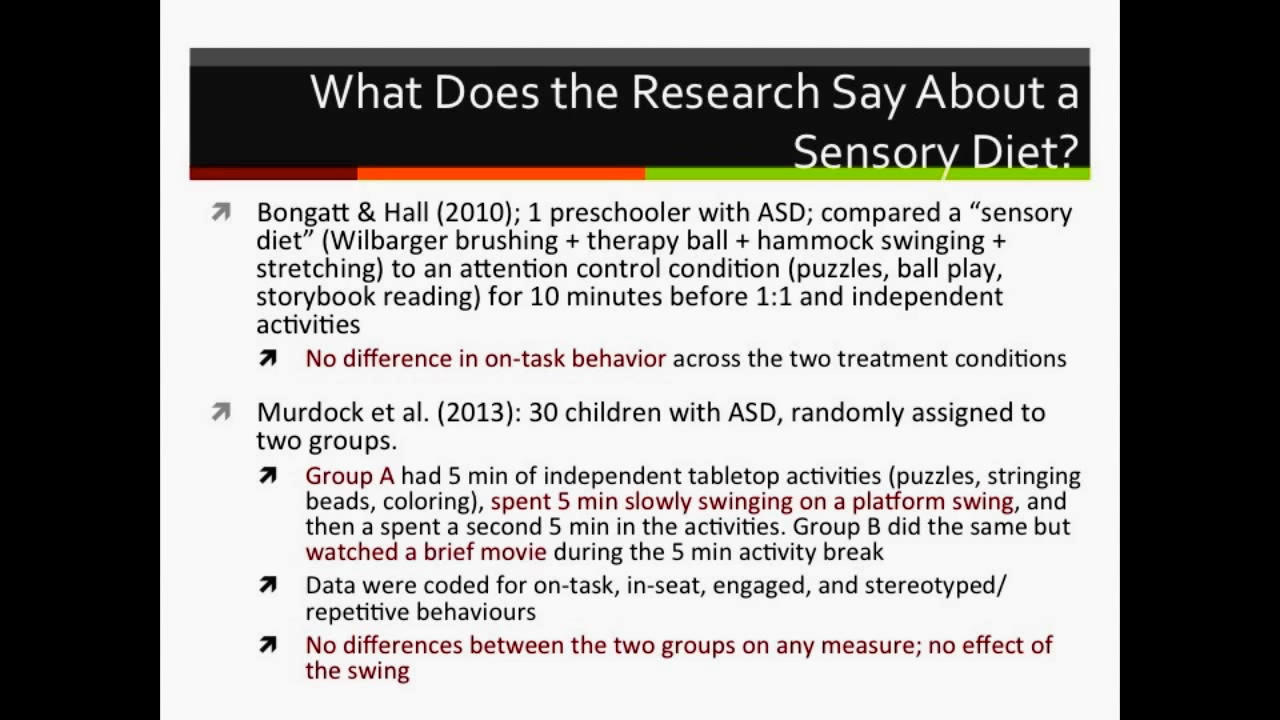 What Does the Research Say About a
Sensory Diet?
Bongatt & Hall (2010); 1 preschooler with ASD; compared a “sensory
diet” (Wilbarger brushing + therapy ball + hammock swinging +
stretching) to an attention control condition (puzzles, ball play,
storybook reading) for 10 minutes before 1:1 and independent
activities
No difference in on-task behavior across the two treatment conditions
Murdock et al. (2013): 30 children with ASD, randomly assigned to
two groups.
Group A had 5 min of independent tabletop activities (puzzles, stringing
beads, coloring), spent 5 min slowly swinging on a platform swing, and
then a spent a second 5 min in the activities. Group B did the same but
watched a brief movie during the 5 min activity break
Data were coded for on-task, in-seat, engaged, and stereotyped/
repetitive behaviours
No differences between the two groups on any measure; no effect of
the swing